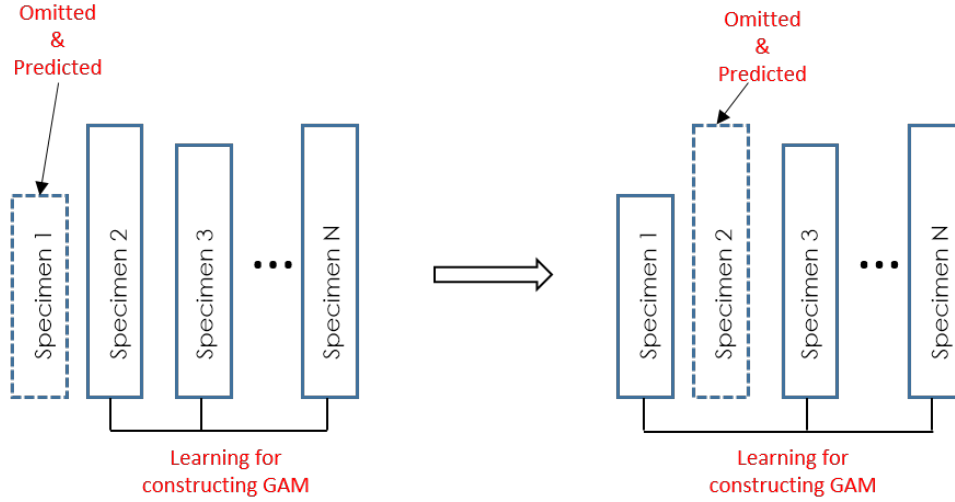 Omitted
&
Predicted
Specimen 1
Specimen 2
Specimen 3
...
Specimen N
Learning for
constructing GAM
Omitted
&
Predicted
Specimen 1
Specimen 2
Specimen 3
...
Specimen N
Learning for
constructing GAM